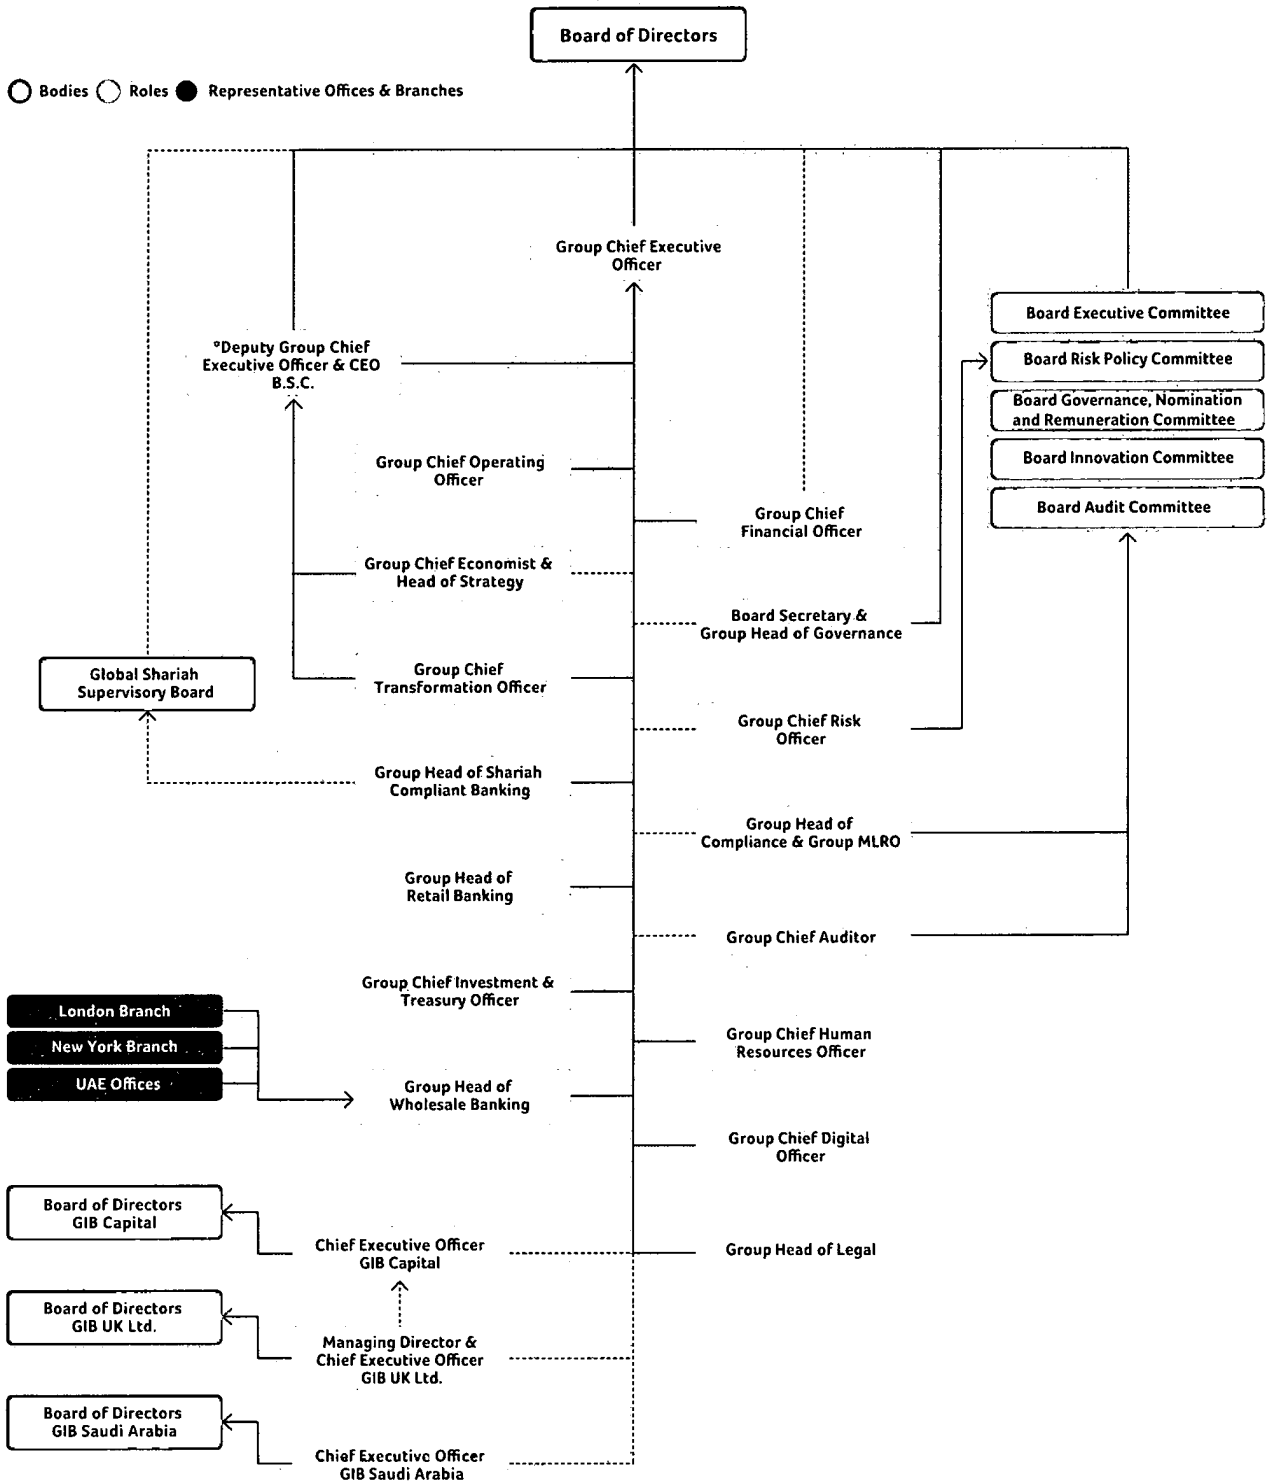 Board of Directors
Bodies Roles Representative Offices & Branches
Group Chief Executive
Officer
Board Executive Committee
°Deputy Group Chief
Executive Officer & CEO
B.S.C.
Board Risk Policy Committee
Board Governance, Nomination
and Remuneration Committee
Group Chief Operating
Officer
Board Innovation Committee
Board Audit Committee
Group Chief
Financial Officer
Group Chief Economist &
Head of Strategy
Board Secretary &
Group Head of Governance
Global Shariah
Supervisory Board
Group Chief
Transformation Officer
Group Chief Risk
Officer
Group Head of Shariah
Compliant Banking
Group Head of
Compliance & Group MLRO
Group Head of
Retail Banking
Group Chief Auditor
Group Chief Investment &
Treasury Officer
London Branch
New York Branch
UAE Offices
Group Chief Human
Resources Officer
Group Head of
Wholesale Banking
Group Chief Digital
Officer
Board of Directors
GIB Capital
Chief Executive Officer
GIB Capital
Group Head of Legal
Board of Directors
GIB UK Ltd.
Managing Director &
Chief Executive Officer
GIB UK Ltd.
Board of Directors
GIB Saudi Arabia
Chief Executive Officer
GIB Saudi Arabia